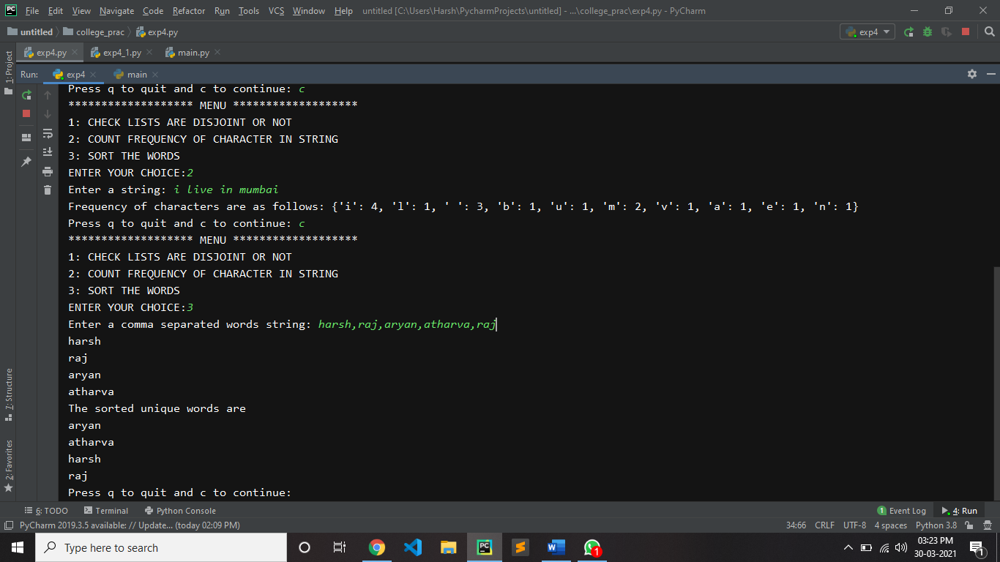 PC File Edit View Navigate Code Refactor Run Tools VCS Window Help untitled [C:\Users\Harsh\PycharmProjects\untitled] - ...\college_prac\exp4.py - PyCharm
untitled college_prac exp4.py exp4
exp4.py exp4_1.py main.py
1: Project
Run: exp4 main
Press q to quit and c to continue: c
******************* MENU *******************
1: CHECK LISTS ARE DISJOINT OR NOT
2: COUNT FREQUENCY OF CHARACTER IN STRING
3: SORT THE WORDS
ENTER YOUR CHOICE:2
Enter a string: i live in mumbai
Frequency of characters are as follows: {'i': 4, 'l': 1, ' ': 3, 'b': 1, 'u': 1, 'm': 2, 'v': 1, 'a': 1, 'e': 1, 'n': 1}
Press q to quit and c to continue: c
******************* MENU *******************
1: CHECK LISTS ARE DISJOINT OR NOT
2: COUNT FREQUENCY OF CHARACTER IN STRING
3: SORT THE WORDS
ENTER YOUR CHOICE:3
Enter a comma separated words string: harsh,raj,aryan,atharva,raj
harsh
raj
aryan
atharva
The sorted unique words are
aryan
atharva
harsh
raj
Press q to quit and c to continue:
7: Structure
2: Favorites
6: TODO Terminal Python Console 1 Event Log 4: Run
PyCharm 2019.3.5 available: // Update... (today 02:09 PM) 34:66 CRLF UTF-8 4 spaces Python 3.8
Type here to search PC W 1 03:23 PM 1
30-03-2021